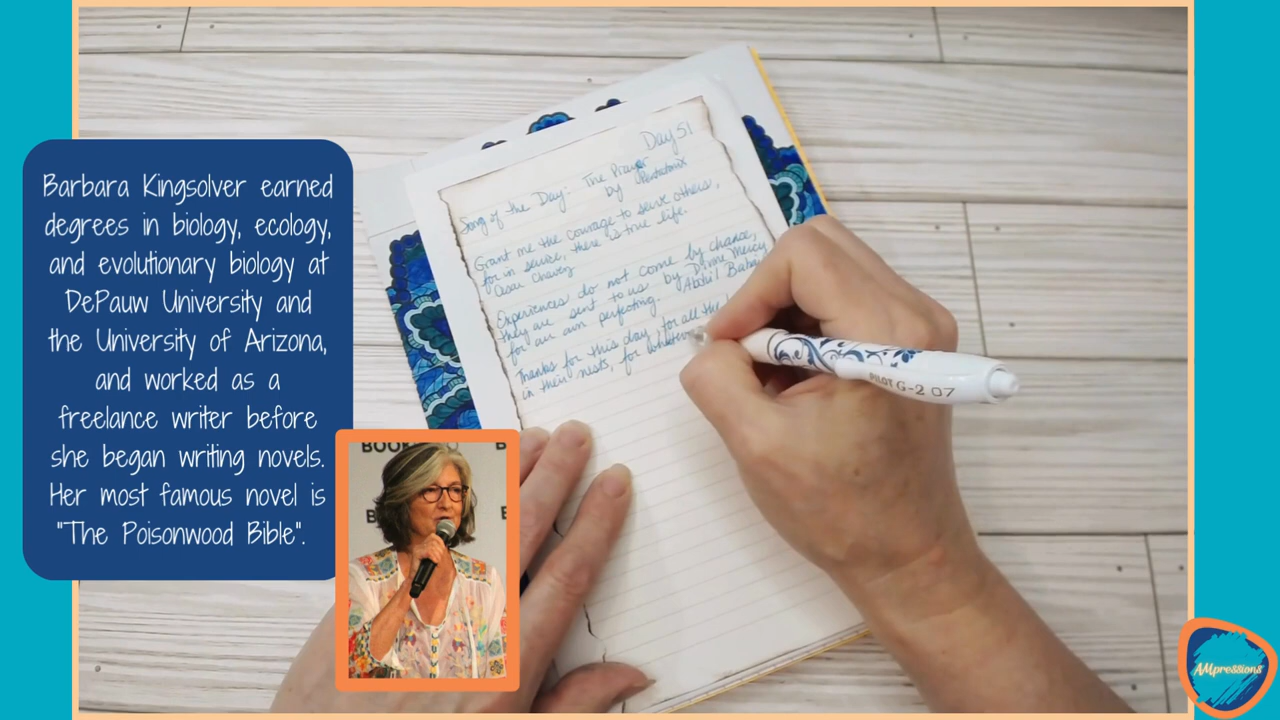 Barbara Kingsolver earned
degrees in biology, ecology,
and evolutionary biology at
DePauw University and
the University of Arizona,
and worked as a
freelance writer before
she began writing novels.
Her most famous novel is
"The Poisonwood Bible".
Day 51
Song of the Day: The Prayer
by Pentatonix
Grant me the courage to serve others,
for in service, there is true life.
Cesar Chavez
Experiences do not come by chance,
they are sent to us by Divine Mercy
for our own perfecting. Abdu'l Bahá
Thanks for this day, for all the
in their nests, for whatever
PILOT G-2 07
BOOK
B
AMpressions